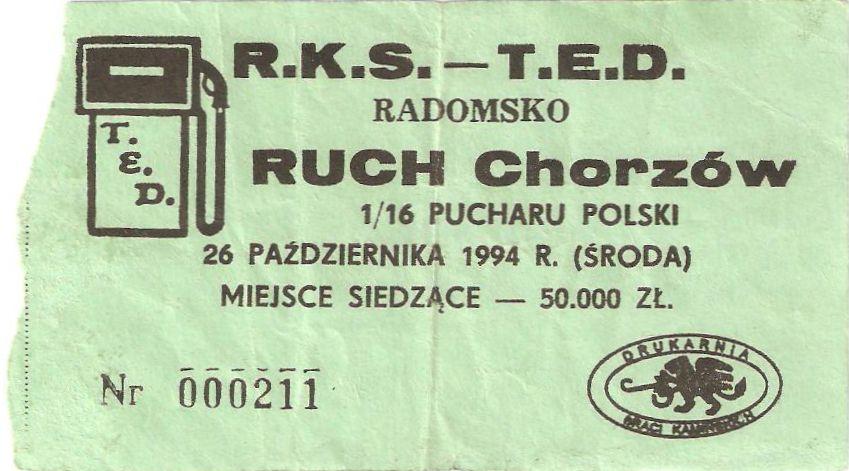 R.K.S. — T.E.D.
RADOMSKO
T.
E.
D.
RUCH Chorzów
1/16 PUCHARU POLSKI
26 PAŹDZIERNIKA 1994 R. (ŚRODA)
MIEJSCE SIEDZĄCE — 50.000 ZŁ.
Nr 000211
DRUKARNIA
BRACI